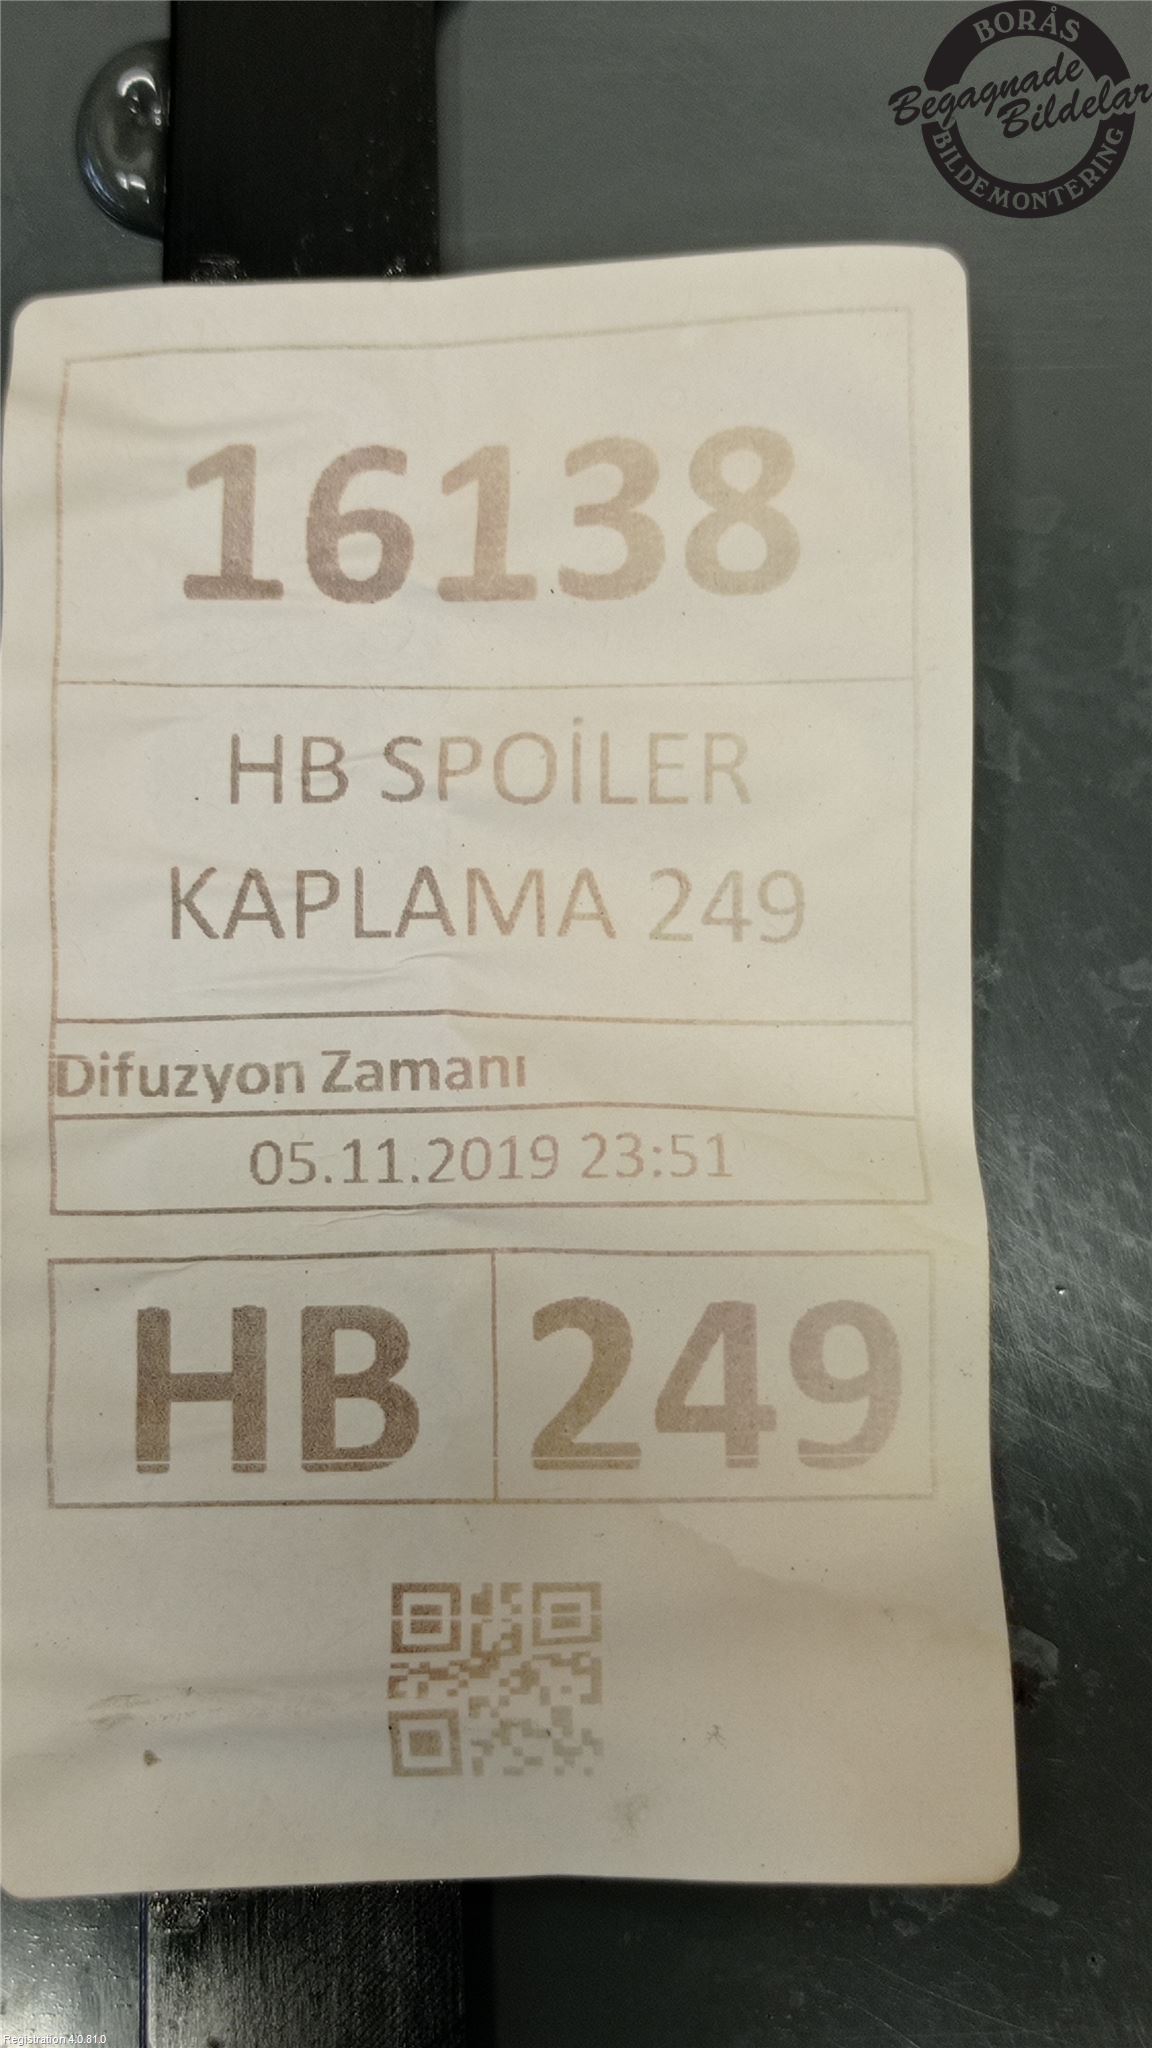 BORÅS
Begagnade
Bildelar
BILDEMONTERING
16138
HB SPOİLER
KAPLAMA 249
Difuzyon Zamanı
05.11.2019 23:51
HB 249
Registration 4.0.81.0